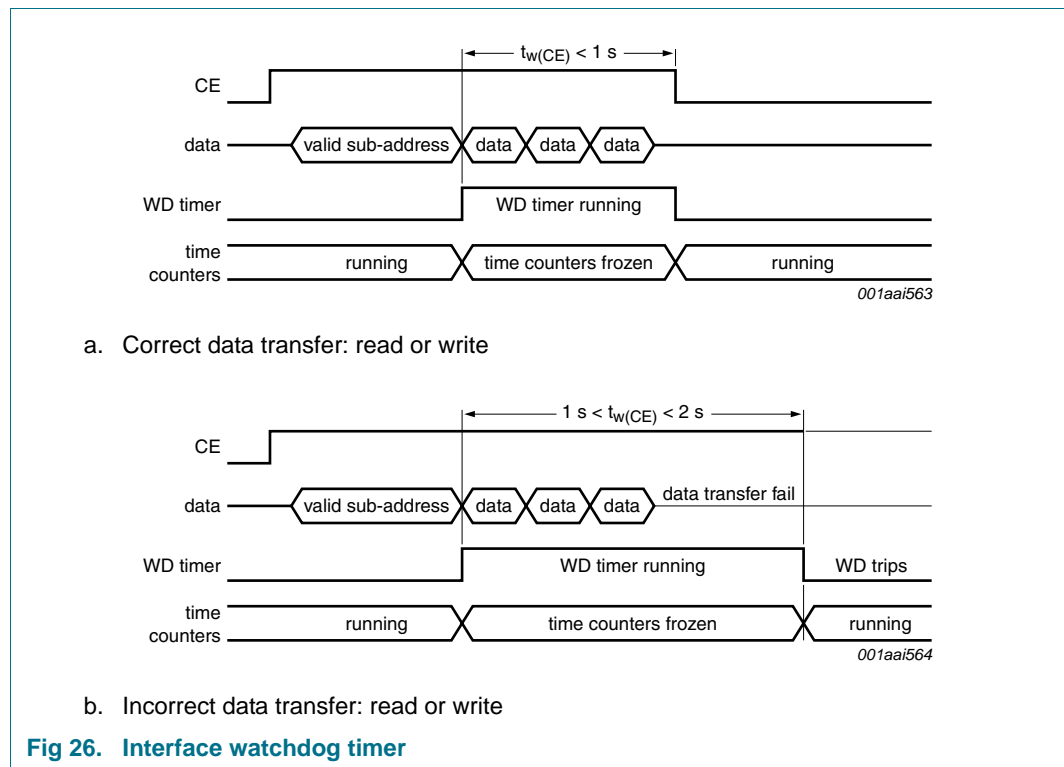 tw(CE) < 1 s
CE
data
valid sub-address
data
data
data
WD timer
WD timer running
time
counters
running
time counters frozen
running
001aai563
a. Correct data transfer: read or write
1 s < tw(CE) < 2 s
CE
data
valid sub-address
data
data
data
data transfer fail
WD timer
WD timer running
WD trips
time
counters
running
time counters frozen
running
001aai564
b. Incorrect data transfer: read or write
Fig 26. Interface watchdog timer